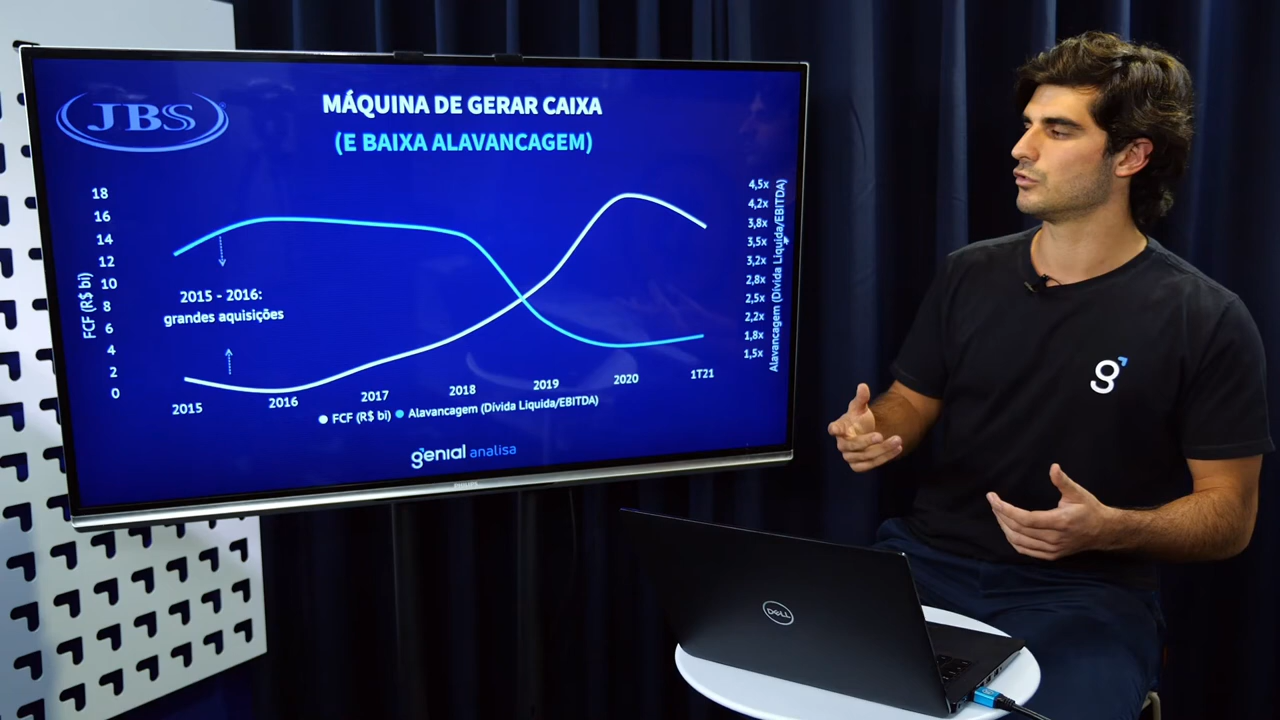 JBS
MÁQUINA DE GERAR CAIXA
(E BAIXA ALAVANCAGEM)
18
16
14
12
10
8
6
4
2
0
FCF (R$ bi)
2015 - 2016:
grandes aquisições
4,5x
4,2x
3,8x
3,5x
3,2x
2,8x
2,5x
2,2x
1,8x
1,5x
Alavancagem (Dívida Liquida/EBITDA)
2015 2016 2017 2018 2019 2020 1T21
FCF (R$ bi) Alavancagem (Dívida Liquida/EBITDA)
genial analisa
PHILIPS
g
DELL